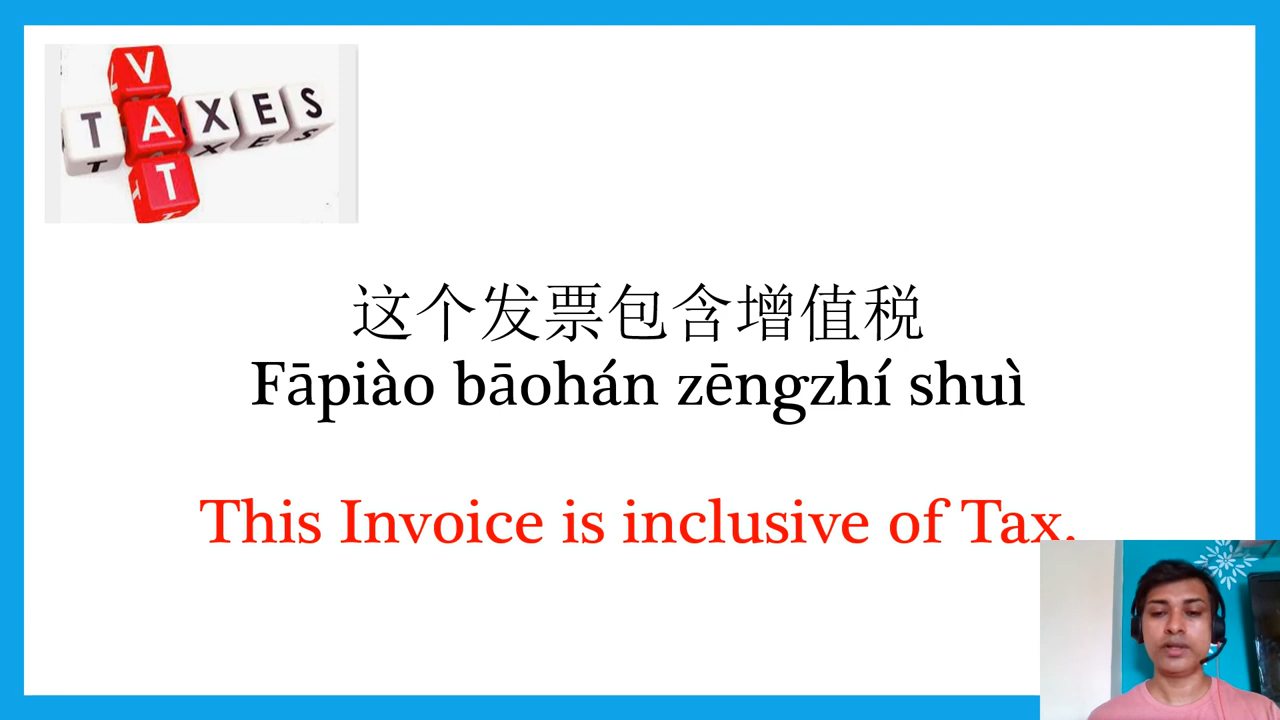 V
TAXES
T
这个发票包含增值税
Fāpiào bāohán zēngzhí shuì
This Invoice is inclusive of Tax.